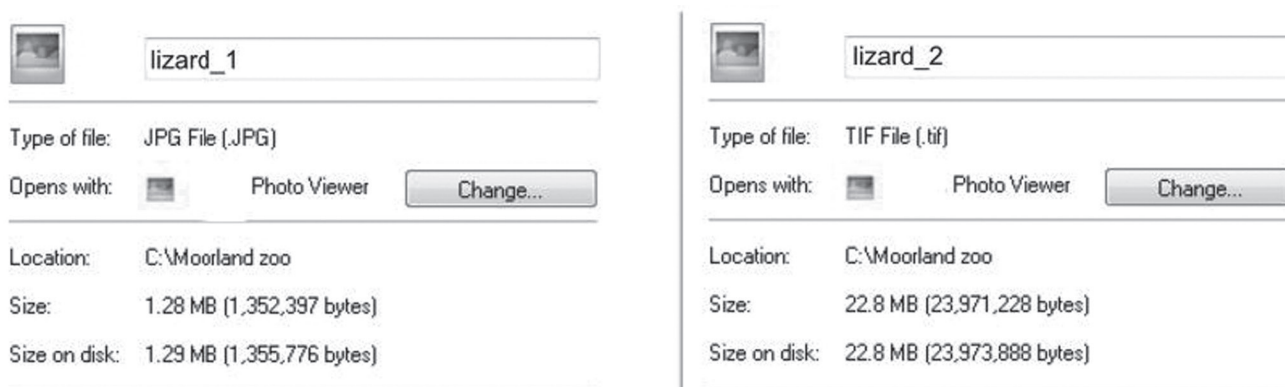 lizard_1
Type of file: JPG File (.JPG)
Opens with: Photo Viewer Change...
Location: C:\Moorland zoo
Size: 1.28 MB (1,352,397 bytes)
Size on disk: 1.29 MB (1,355,776 bytes)
lizard_2
Type of file: TIF File (.tif)
Opens with: Photo Viewer Change...
Location: C:\Moorland zoo
Size: 22.8 MB (23,971,228 bytes)
Size on disk: 22.8 MB (23,973,888 bytes)